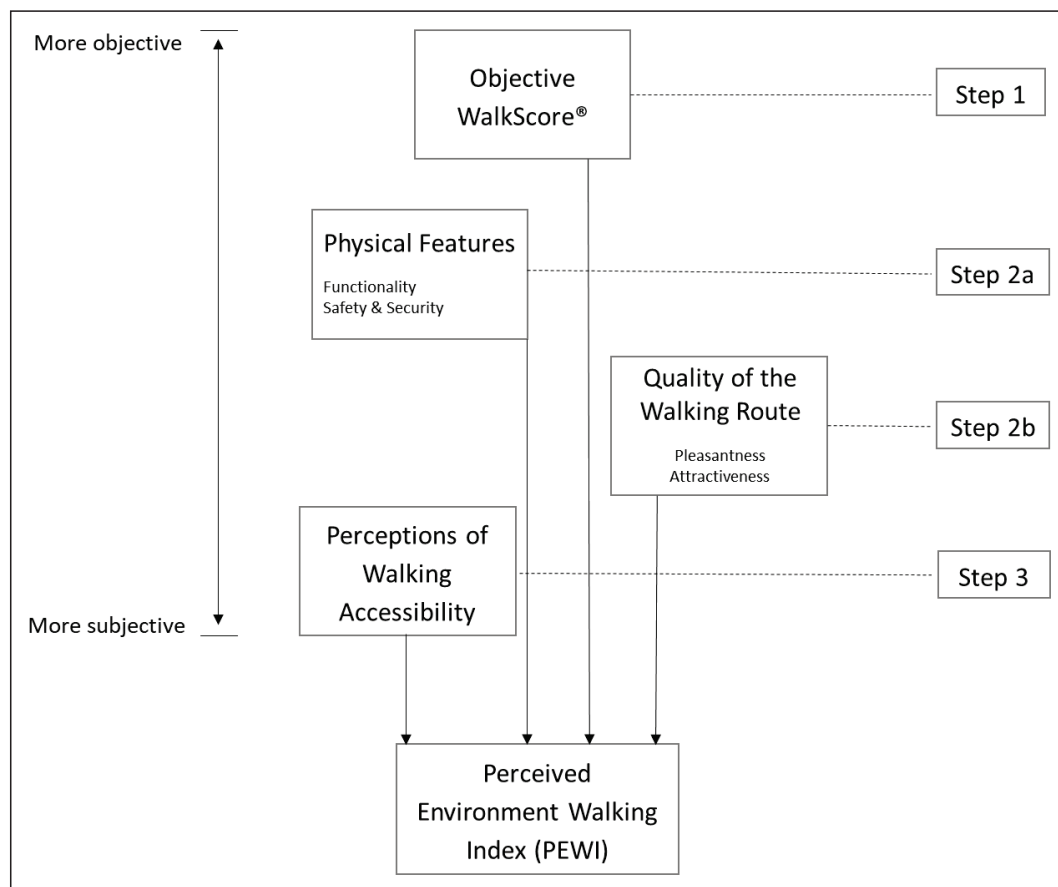 More objective
Objective
WalkScore®
Step 1
Physical Features
Functionality
Safety & Security
Step 2a
Quality of the
Walking Route
Pleasantness
Attractiveness
Step 2b
Perceptions of
Walking
Accessibility
Step 3
More subjective
Perceived
Environment Walking
Index (PEWI)